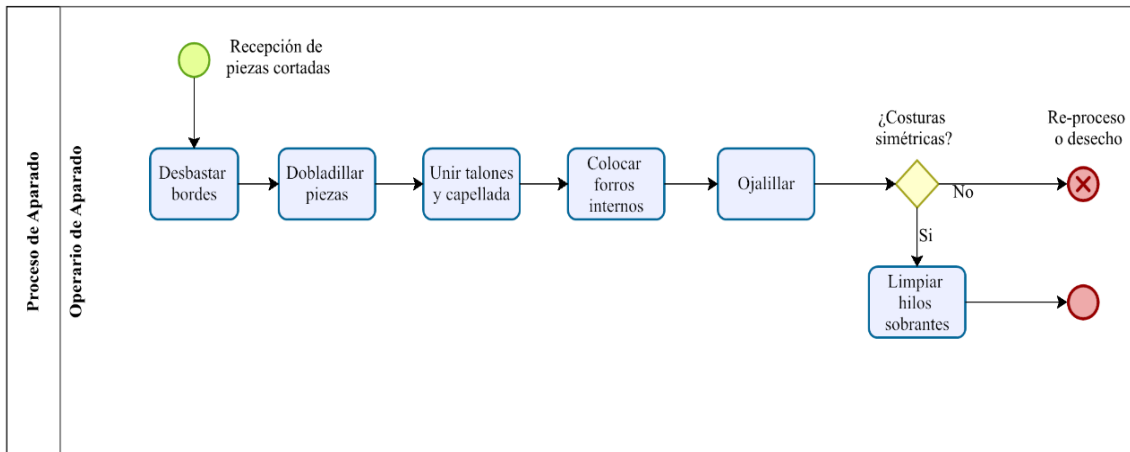 Proceso de Aparado
Operario de Aparado
Recepción de
piezas cortadas
Desbastar
bordes
Dobladillar
piezas
Unir talones
y capellada
Colocar
forros
internos
Ojalillar
¿Costuras
simétricas?
No
Re-proceso
o desecho
Si
Limpiar
hilos
sobrantes